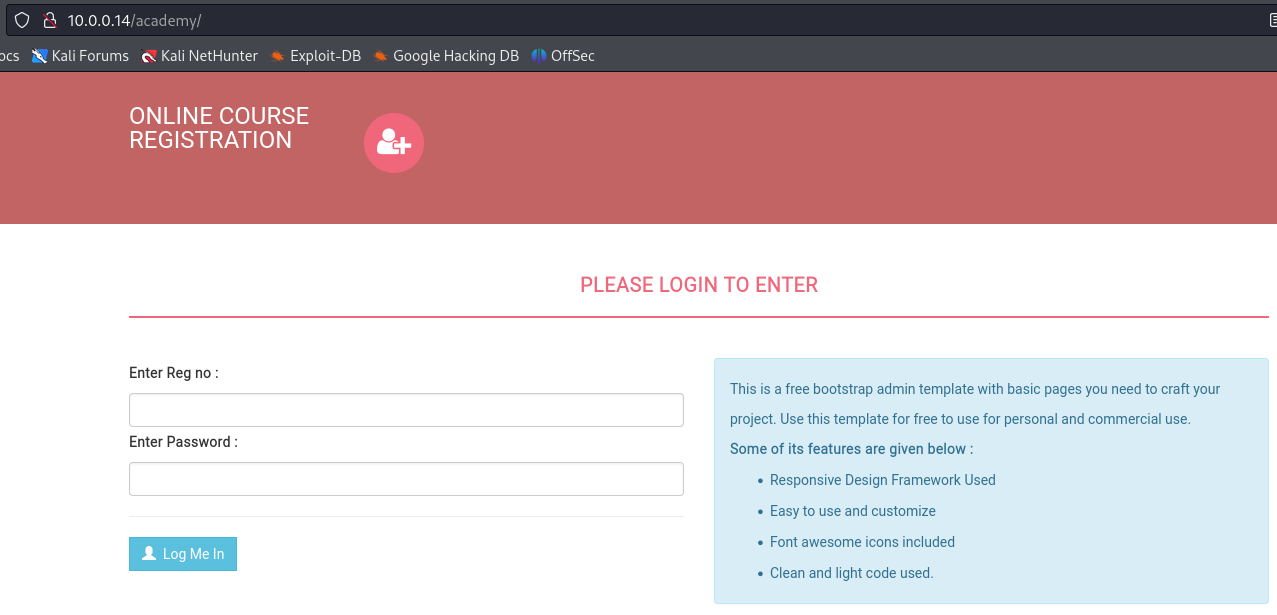 10.0.0.14/academy/
ocs Kali Forums Kali NetHunter Exploit-DB Google Hacking DB OffSec
ONLINE COURSE
REGISTRATION
PLEASE LOGIN TO ENTER
Enter Reg no :
Enter Password :
Log Me In
This is a free bootstrap admin template with basic pages you need to craft your
project. Use this template for free to use for personal and commercial use.
Some of its features are given below :
• Responsive Design Framework Used
• Easy to use and customize
• Font awesome icons included
• Clean and light code used.